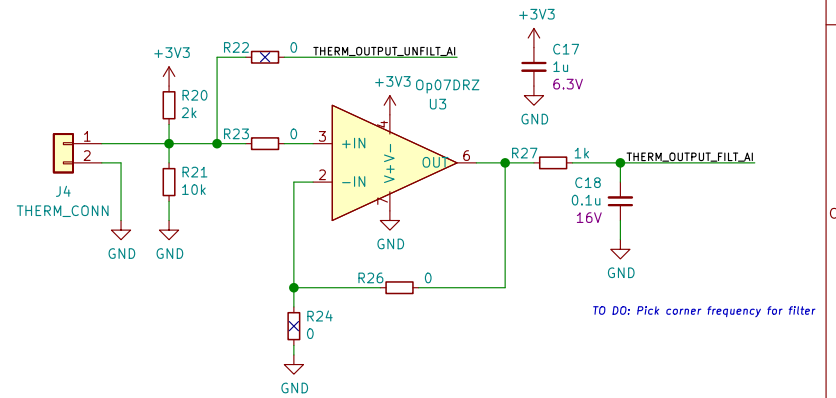 +3V3
C17
1u
6.3V
GND
R22 0 THERM_OUTPUT_UNFILT_AI
+3V3
R20
2k
+3V3 Op07DRZ
U3
J4
THERM_CONN
1
2
GND
R21
10k
GND
R23 0
3 +IN
2 -IN
4
V+ V-
7
OUT 6
GND
R27 1k
THERM_OUTPUT_FILT_AI
C18
0.1u
16V
GND
R26 0
R24
0
GND
TO DO: Pick corner frequency for filter